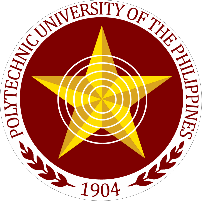 POLYTECHNIC UNIVERSITY OF THE PHILIPPINES
1904